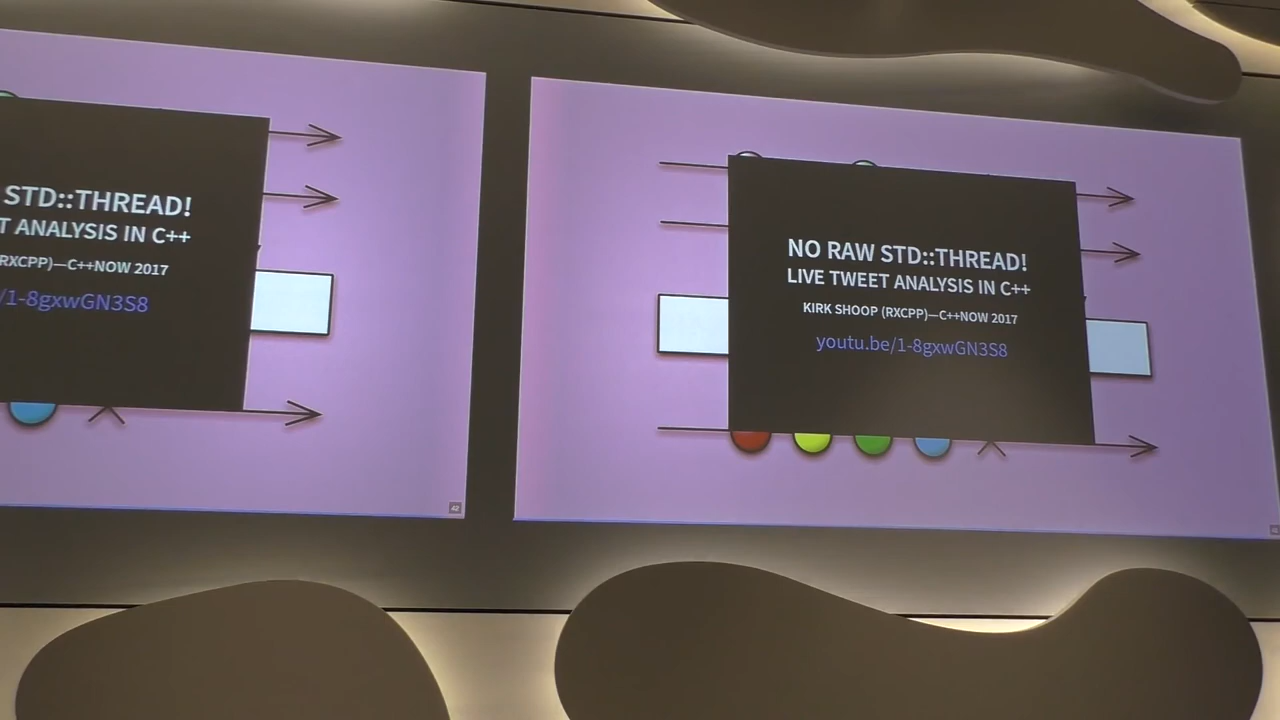 STD::THREAD!
T ANALYSIS IN C++
RXCPP)—C++NOW 2017
/1-8gxwGN3S8
42
NO RAW STD::THREAD!
LIVE TWEET ANALYSIS IN C++
KIRK SHOOP (RXCPP)—C++NOW 2017
youtu.be/1-8gxwGN3S8